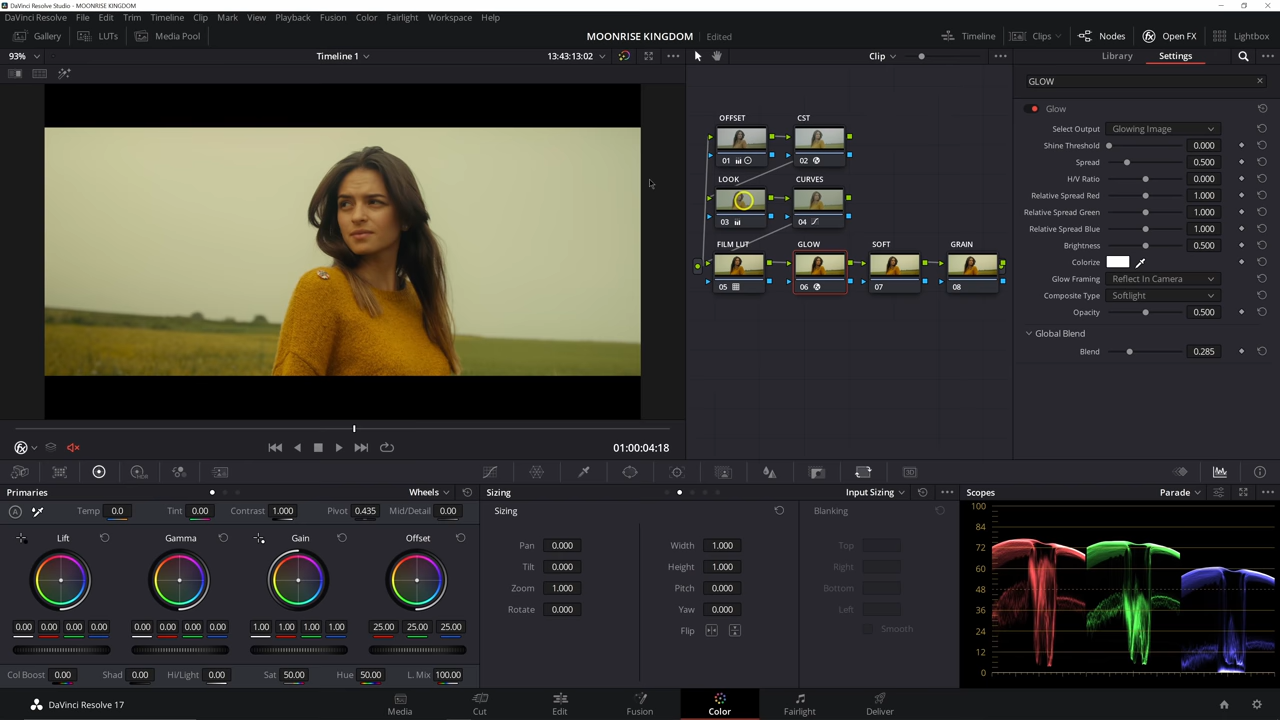 DaVinci Resolve Studio - MOONRISE KINGDOM
DaVinci Resolve File Edit Trim Timeline Clip Mark View Playback Fusion Color Fairlight Workspace Help
Gallery LUTs Media Pool MOONRISE KINGDOM Edited Timeline Clips Nodes Open FX Lightbox
93% Timeline 1 13:43:13:02 Clip Library Settings
GLOW
Glow
Select Output Glowing Image
Shine Threshold 0.000
Spread 0.500
H/V Ratio 0.000
Relative Spread Red 1.000
Relative Spread Green 1.000
Relative Spread Blue 1.000
Brightness 0.500
Colorize
Glow Framing Reflect In Camera
Composite Type Softlight
Opacity 0.500
Global Blend
Blend 0.285
OFFSET CST
01 02
LOOK CURVES
03 04
FILM LUT GLOW SOFT GRAIN
05 06 07 08
01:00:04:18
Primaries Wheels
Temp 0.0 Tint 0.00 Contrast 1.000 Pivot 0.435 Mid/Detail 0.00
Lift Gamma Gain Offset
0.00 0.00 0.00 0.00 0.00 0.00 0.00 0.00 1.00 1.00 1.00 1.00 25.00 25.00 25.00
Col Boost 0.00 Shad 0.00 Hi/Light 0.00 Sat 50.00 Hue 50.00 L. Mix 100.00
Sizing Input Sizing
Sizing
Pan 0.000 Width 1.000
Tilt 0.000 Height 1.000
Zoom 1.000 Pitch 0.000
Rotate 0.000 Yaw 0.000
Flip
Blanking
Top
Right
Bottom
Left
Smooth
Scopes Parade
100
84
72
60
48
36
24
12
0
DaVinci Resolve 17 Media Cut Edit Fusion Color Fairlight Deliver